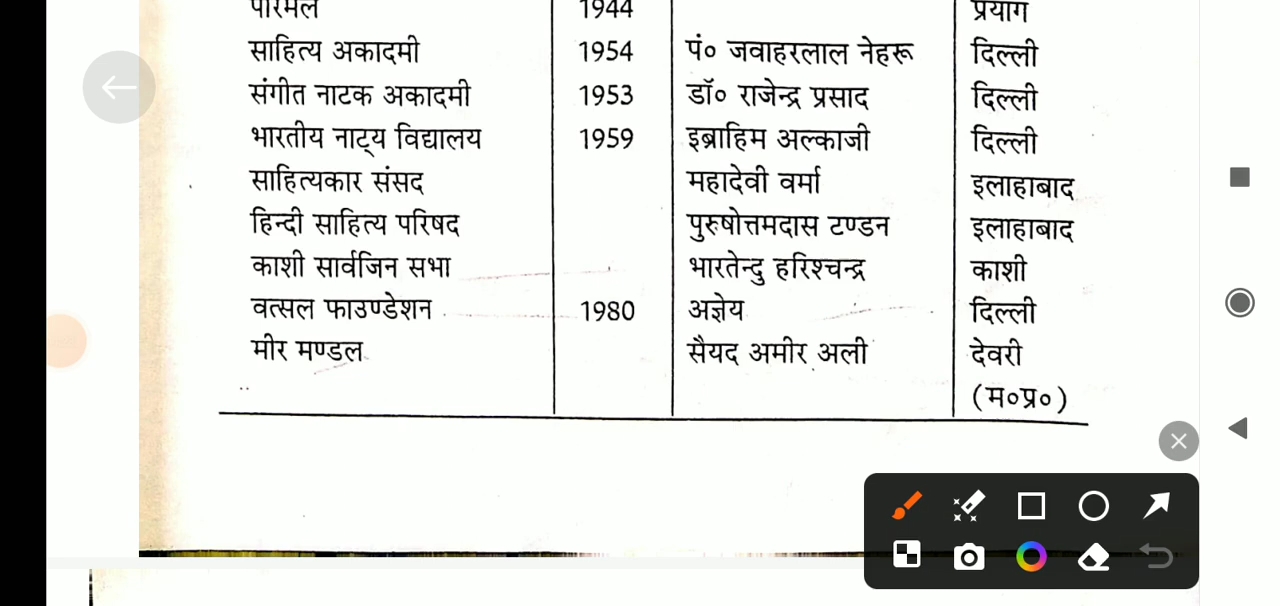 परिमल 1944 प्रयाग
साहित्य अकादमी 1954 पं० जवाहरलाल नेहरू दिल्ली
संगीत नाटक अकादमी 1953 डॉ० राजेन्द्र प्रसाद दिल्ली
भारतीय नाट्य विद्यालय 1959 इब्राहिम अल्काजी दिल्ली
साहित्यकार संसद महादेवी वर्मा इलाहाबाद
हिन्दी साहित्य परिषद पुरुषोत्तमदास टण्डन इलाहाबाद
काशी सार्वजिन सभा भारतेन्दु हरिश्चन्द्र काशी
वत्सल फाउण्डेशन 1980 अज्ञेय दिल्ली
मीर मण्डल सैयद अमीर अली देवरी
(म०प्र०)